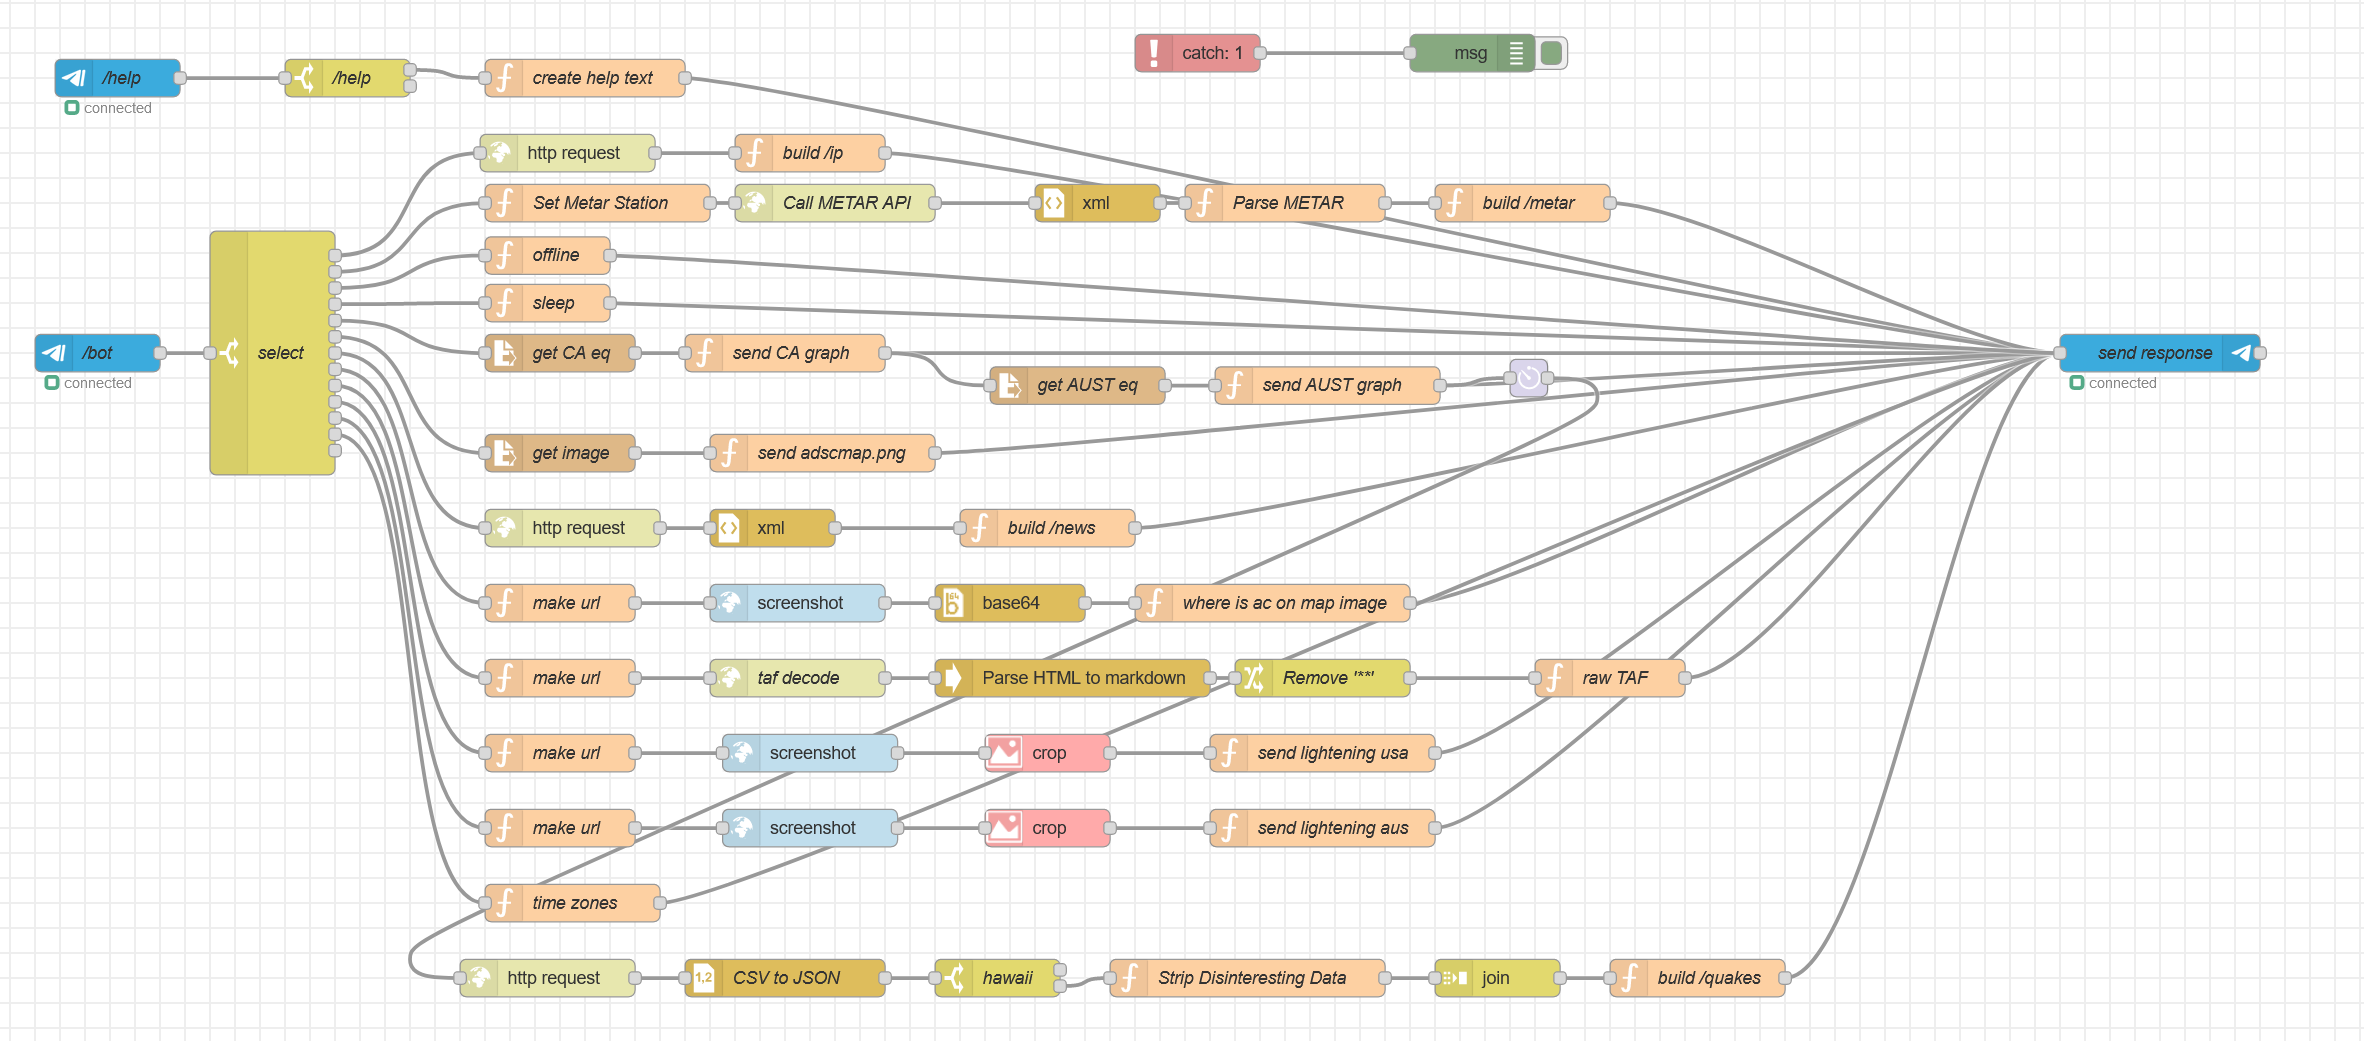 catch: 1
msg
/help
/help
create help text
connected
http request
build /ip
Set Metar Station
Call METAR API
xml
Parse METAR
build /metar
offline
sleep
/bot
connected
select
get CA eq
send CA graph
send response
connected
get AUST eq
send AUST graph
get image
send adscmap.png
http request
xml
build /news
make url
screenshot
base64
64
where is ac on map image
make url
taf decode
Parse HTML to markdown
Remove '**'
raw TAF
make url
screenshot
crop
send lightening usa
make url
screenshot
crop
send lightening aus
time zones
http request
1,2
CSV to JSON
hawaii
Strip Disinteresting Data
join
build /quakes